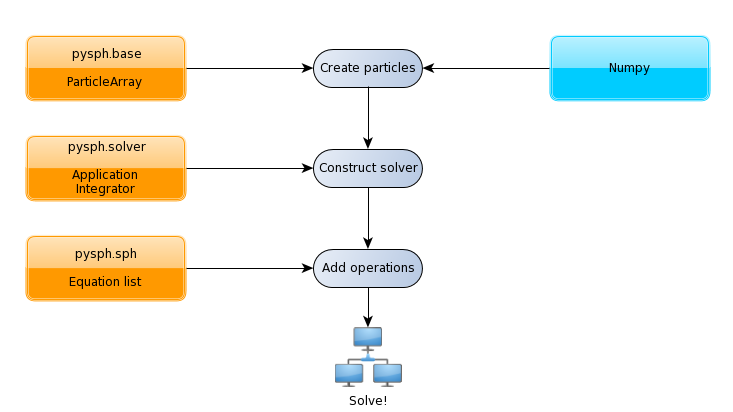 pysph.base
ParticleArray
Create particles
Numpy
pysph.solver
Application
Integrator
Construct solver
pysph.sph
Equation list
Add operations
Solve!